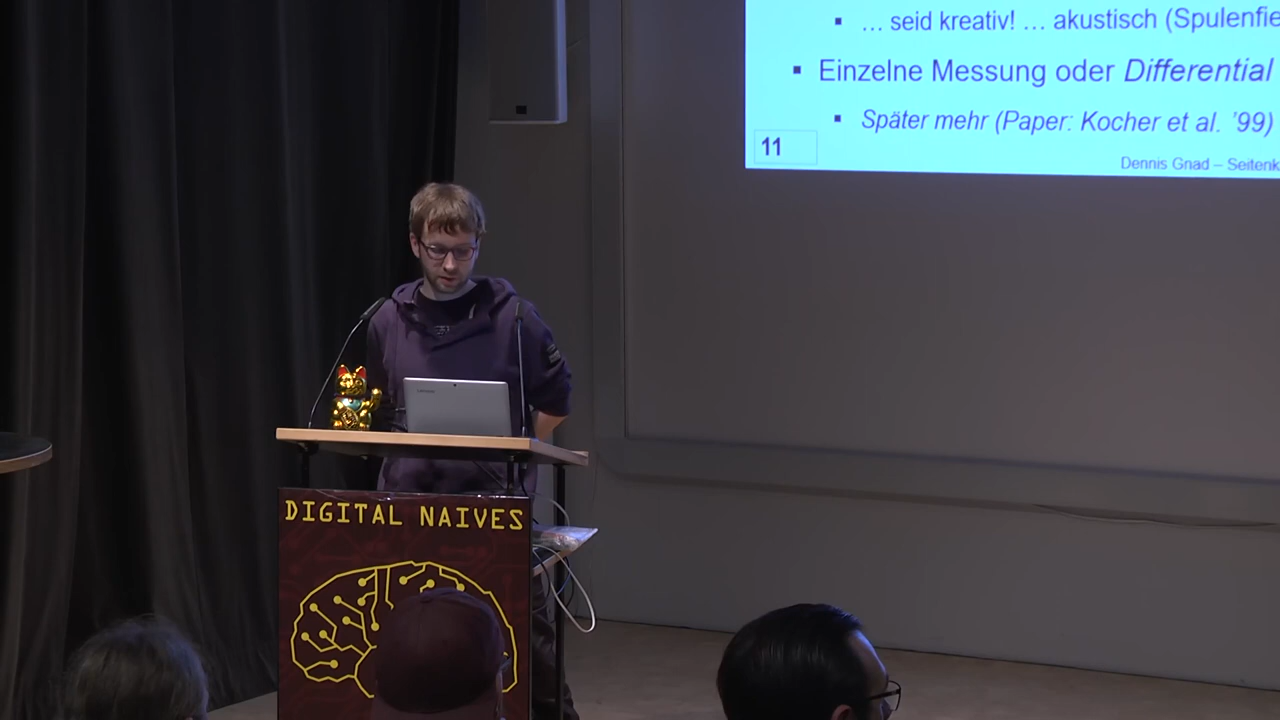 … seid kreativ! … akustisch (Spulenfie
Einzelne Messung oder Differential
Später mehr (Paper: Kocher et al. '99)
11
Dennis Gnad – Seitenk
DIGITAL NAIVES